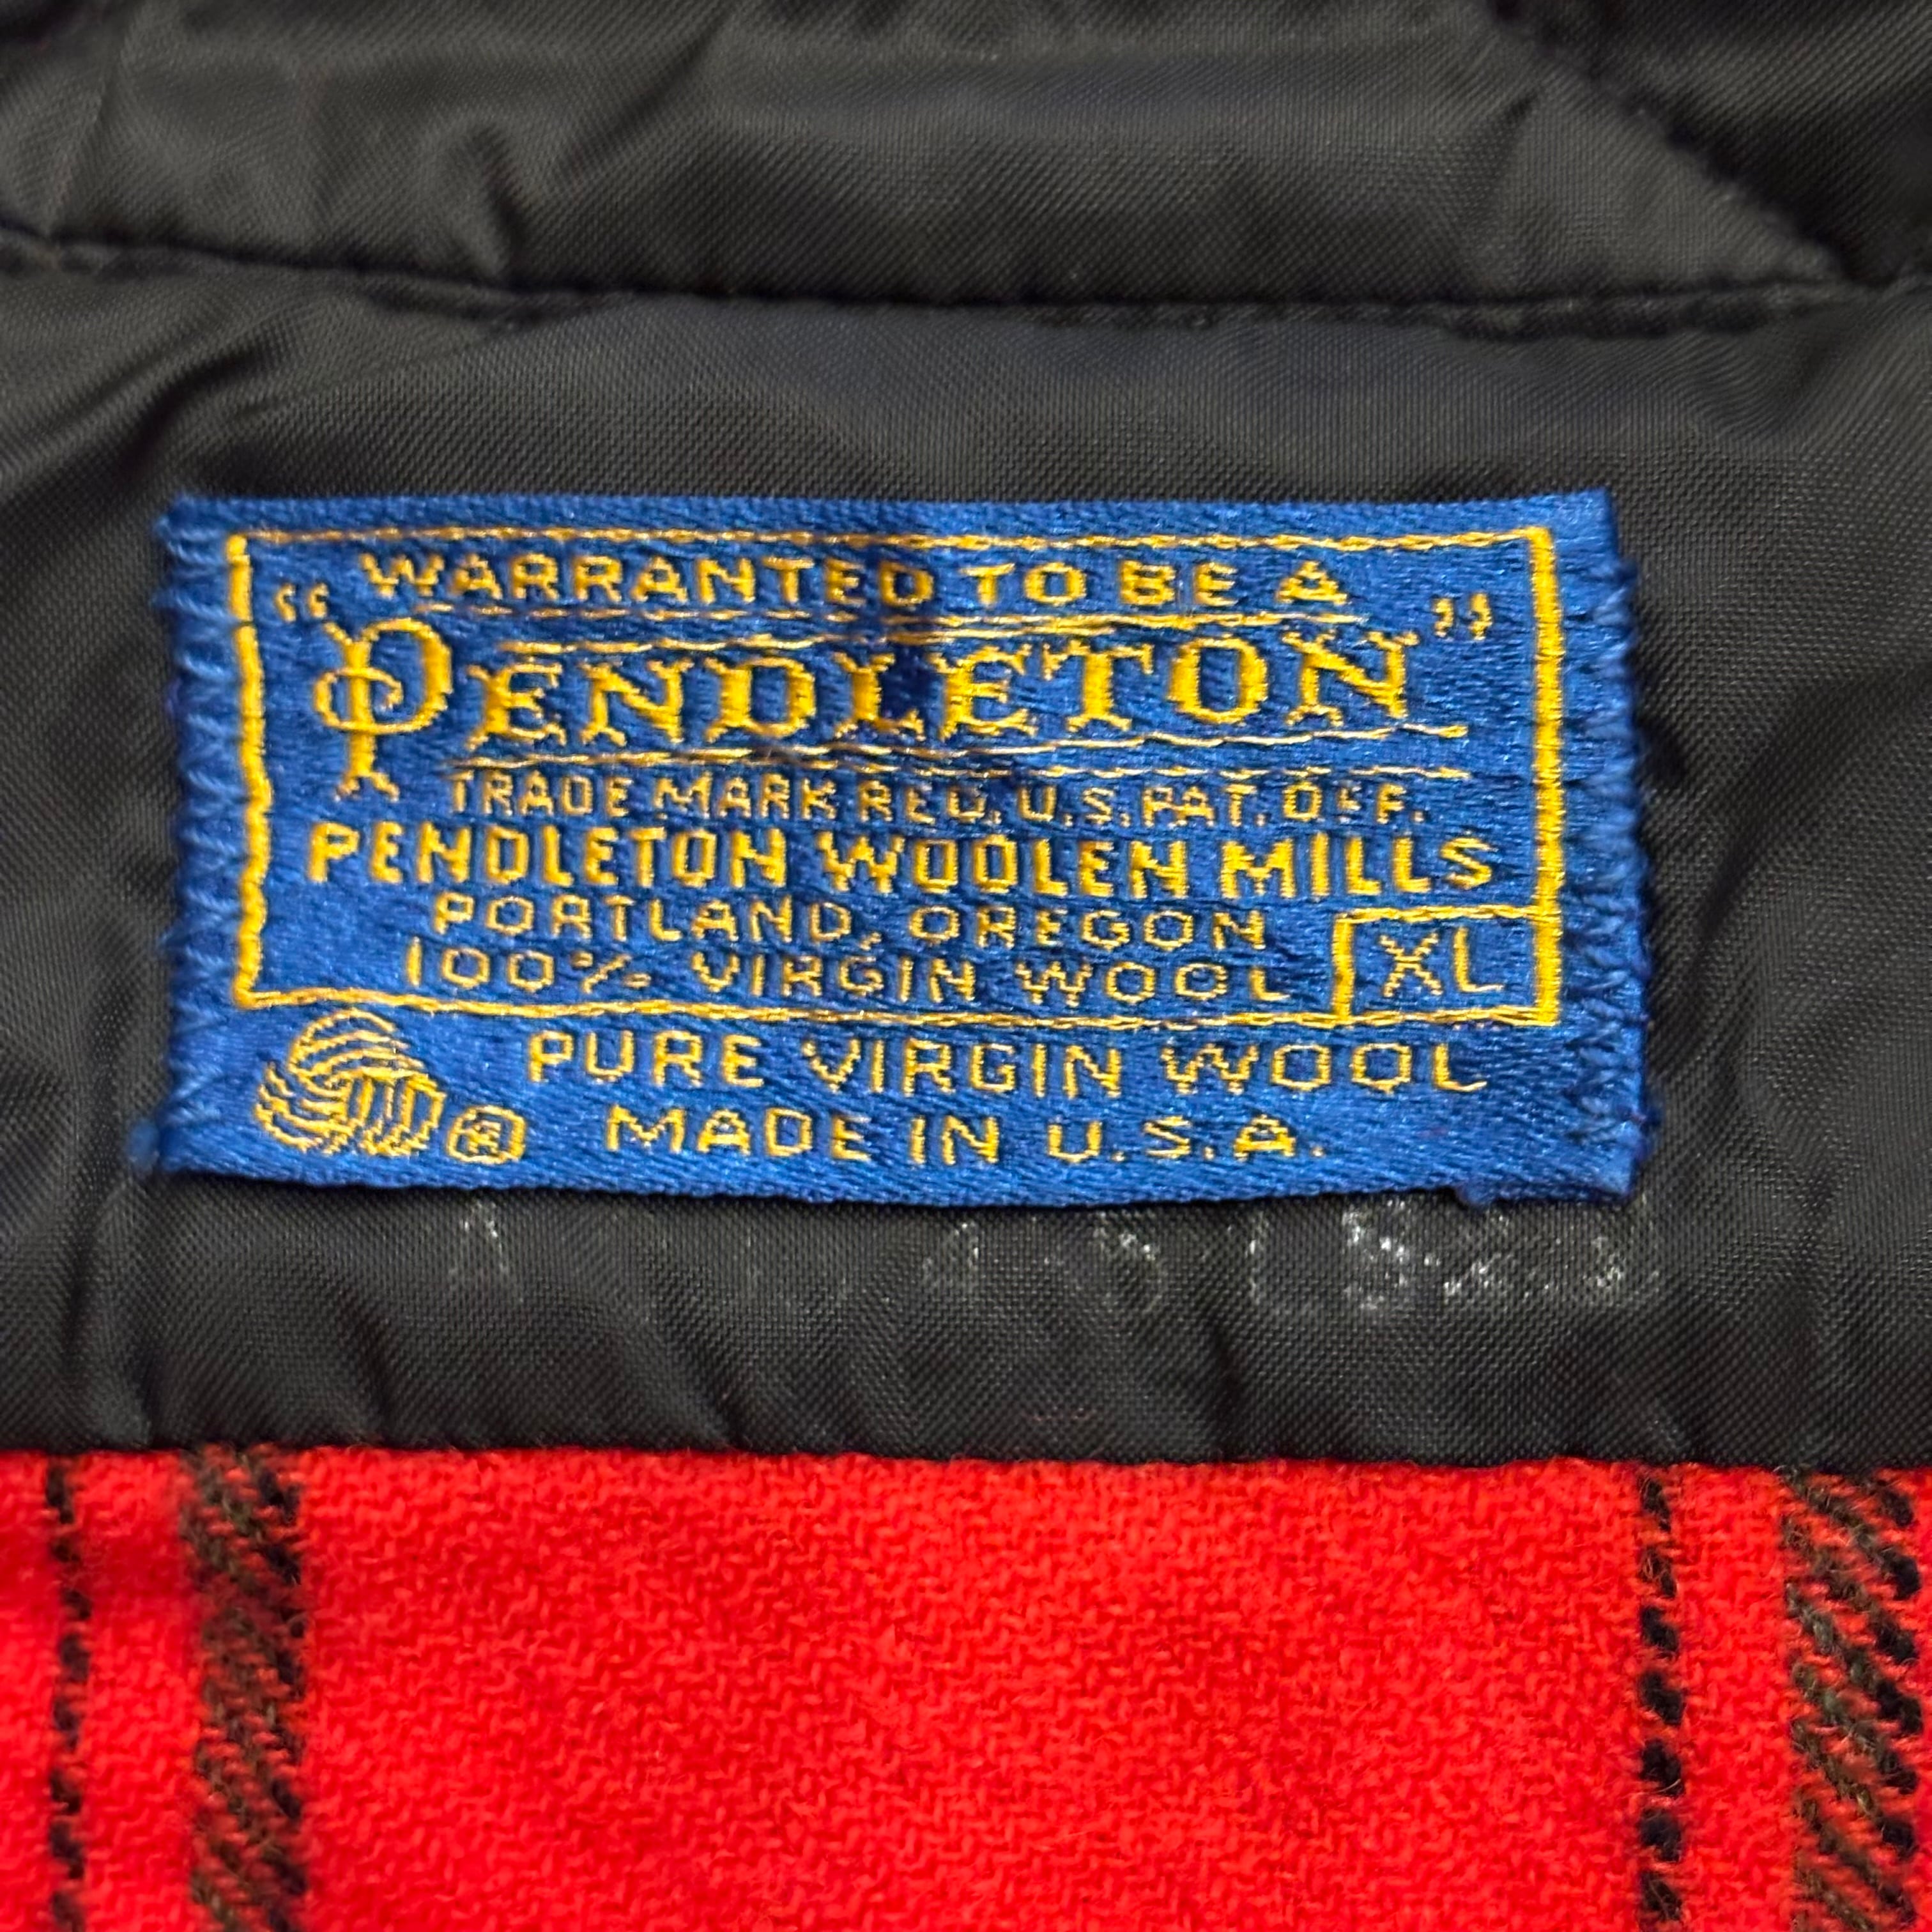 WARRANTED TO BE A
“PENDLETON”
TRADE MARK REG. U.S. PAT. OFF.
PENDLETON WOOLEN MILLS
PORTLAND, OREGON
100% VIRGIN WOOL XL
PURE VIRGIN WOOL
® MADE IN U.S.A.